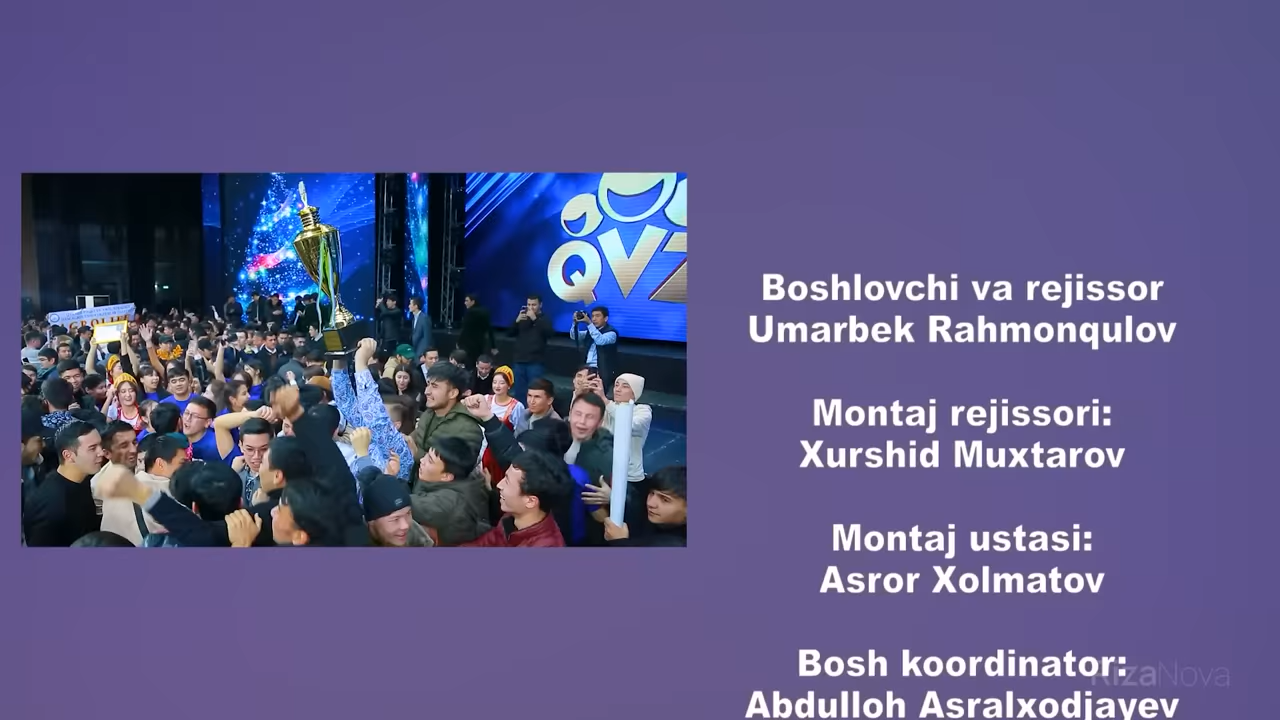 QVZ
Boshlovchi va rejissor
Umarbek Rahmonqulov
Montaj rejissori:
Xurshid Muxtarov
Montaj ustasi:
Asror Xolmatov
Bosh koordinator:
Abdulloh Asralxodjayev
RizaNova